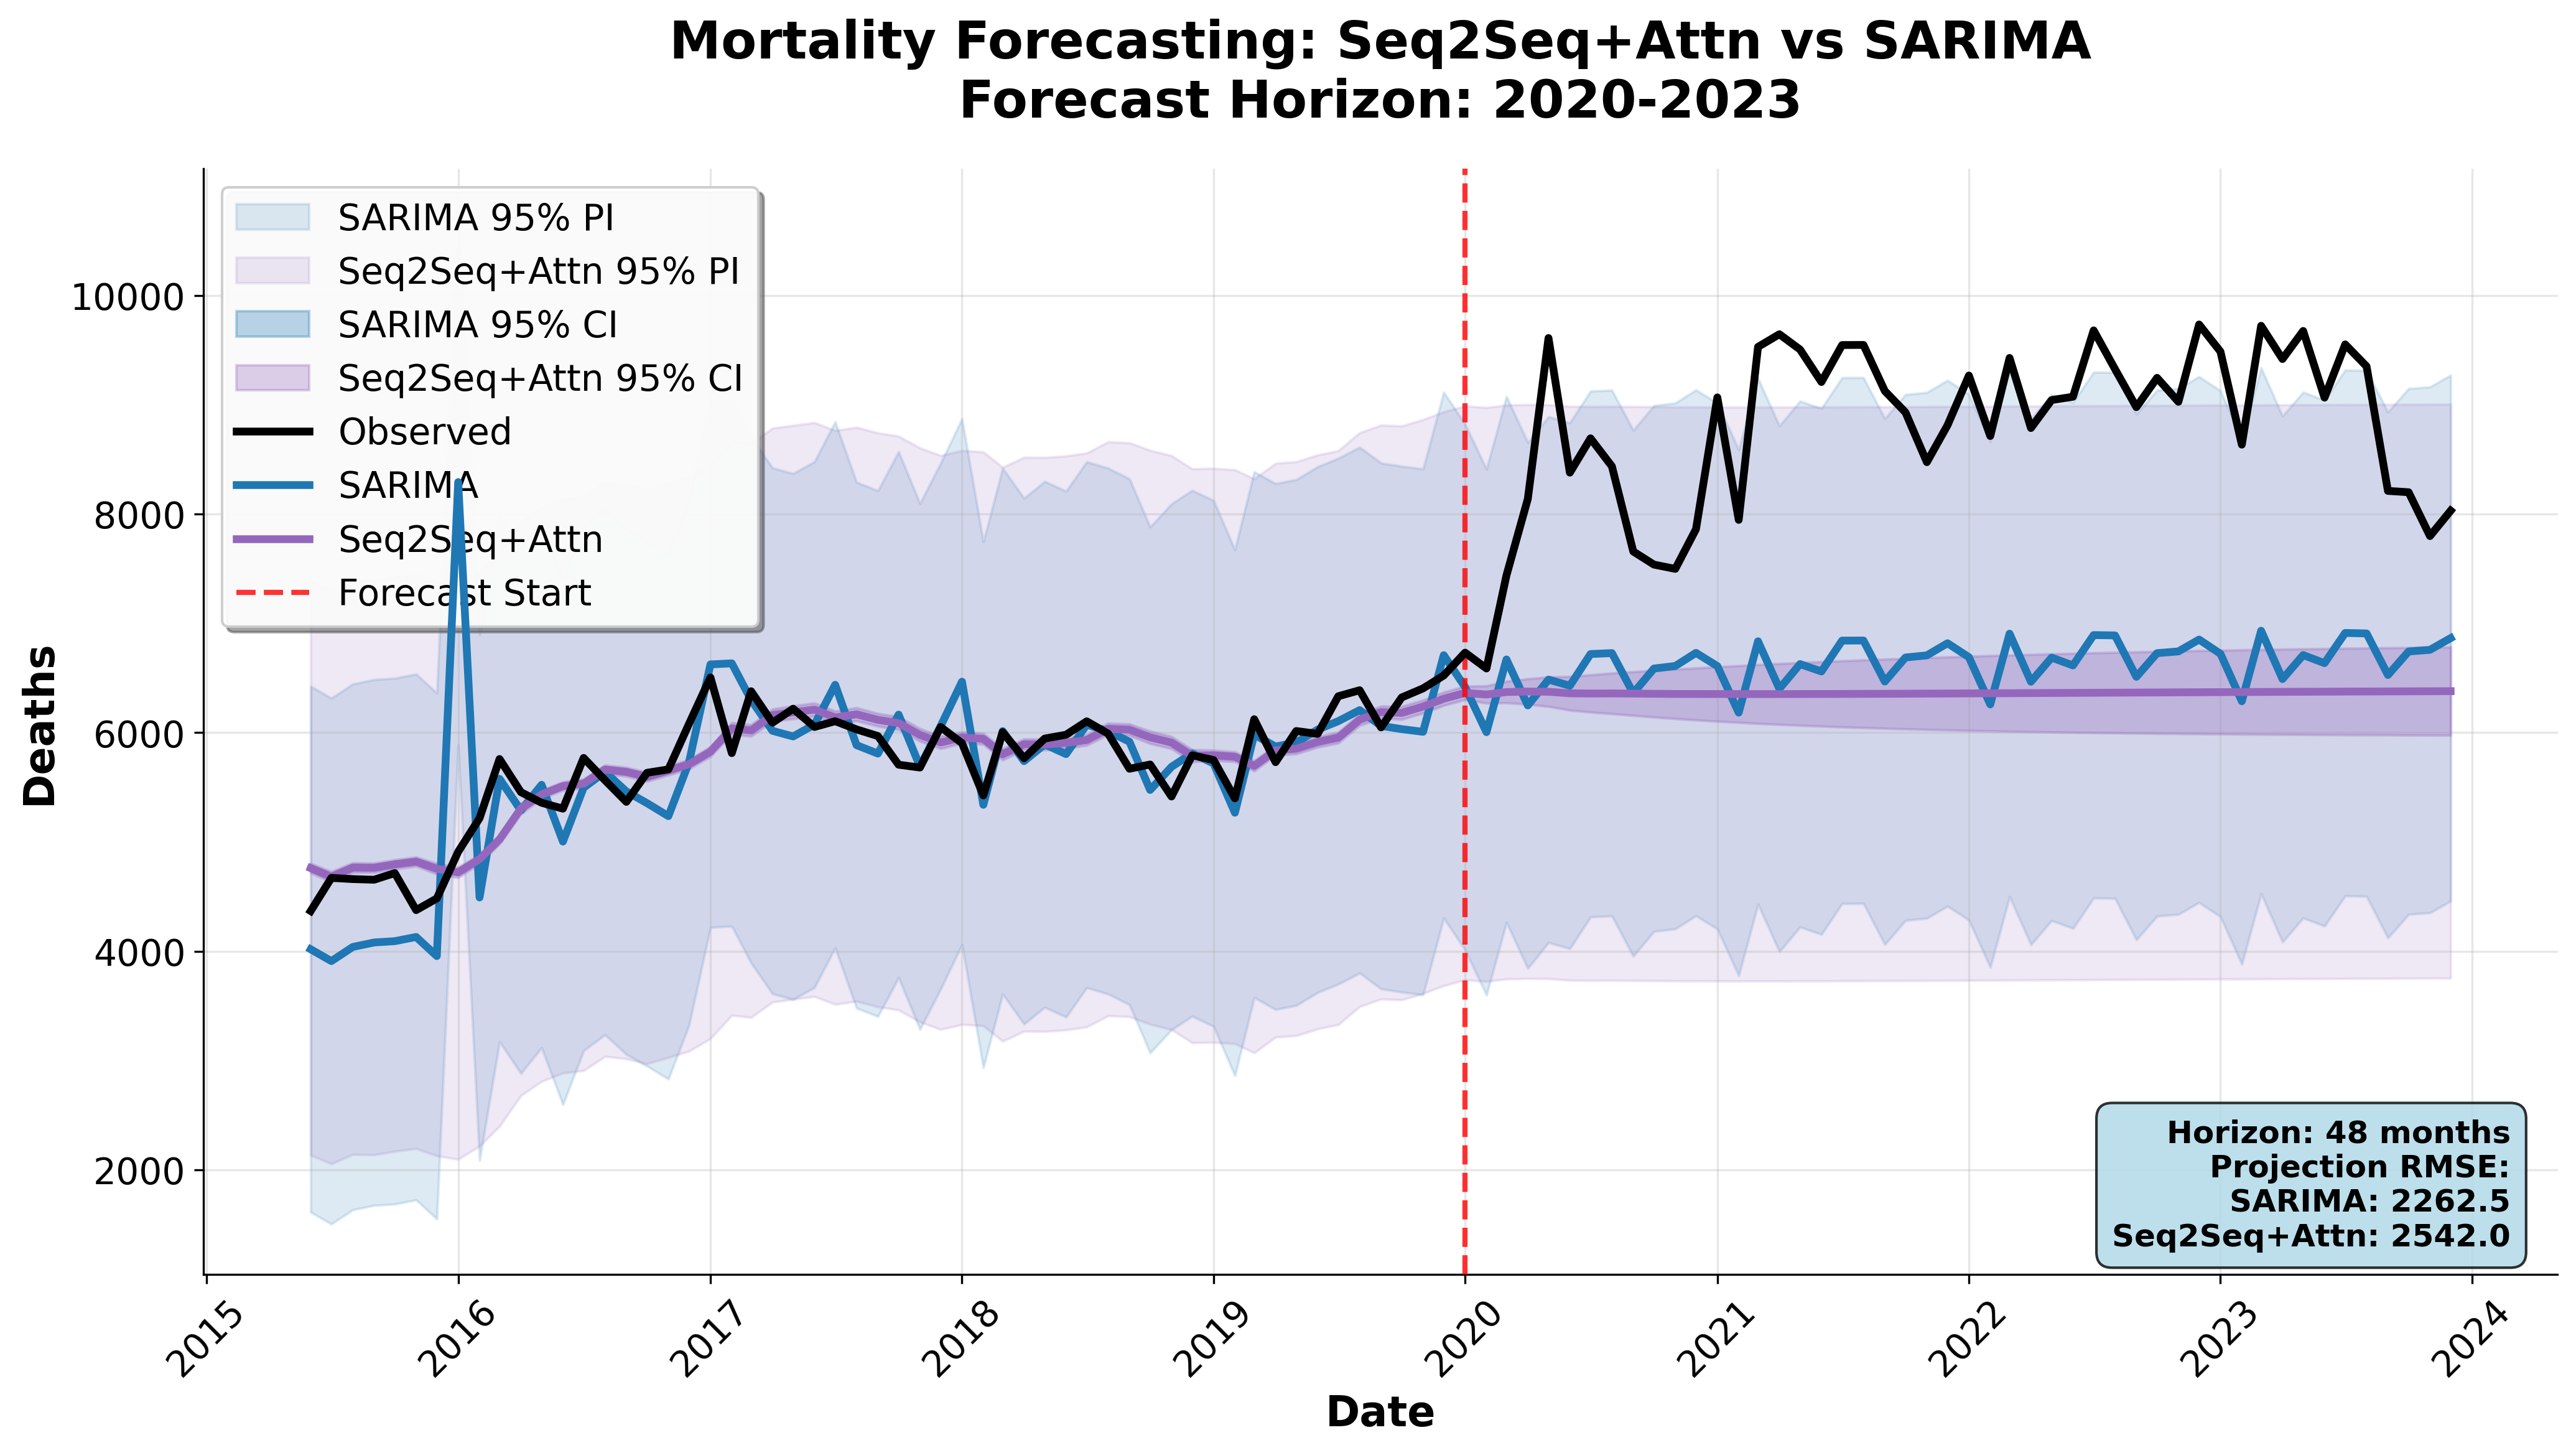 Mortality Forecasting: Seq2Seq+Attn vs SARIMA
Forecast Horizon: 2020-2023
SARIMA 95% PI
Seq2Seq+Attn 95% PI
SARIMA 95% CI
Seq2Seq+Attn 95% CI
Observed
SARIMA
Seq2Seq+Attn
Forecast Start
Deaths
10000
8000
6000
4000
2000
Horizon: 48 months
Projection RMSE:
SARIMA: 2262.5
Seq2Seq+Attn: 2542.0
2015
2016
2017
2018
2019
2020
2021
2022
2023
2024
Date